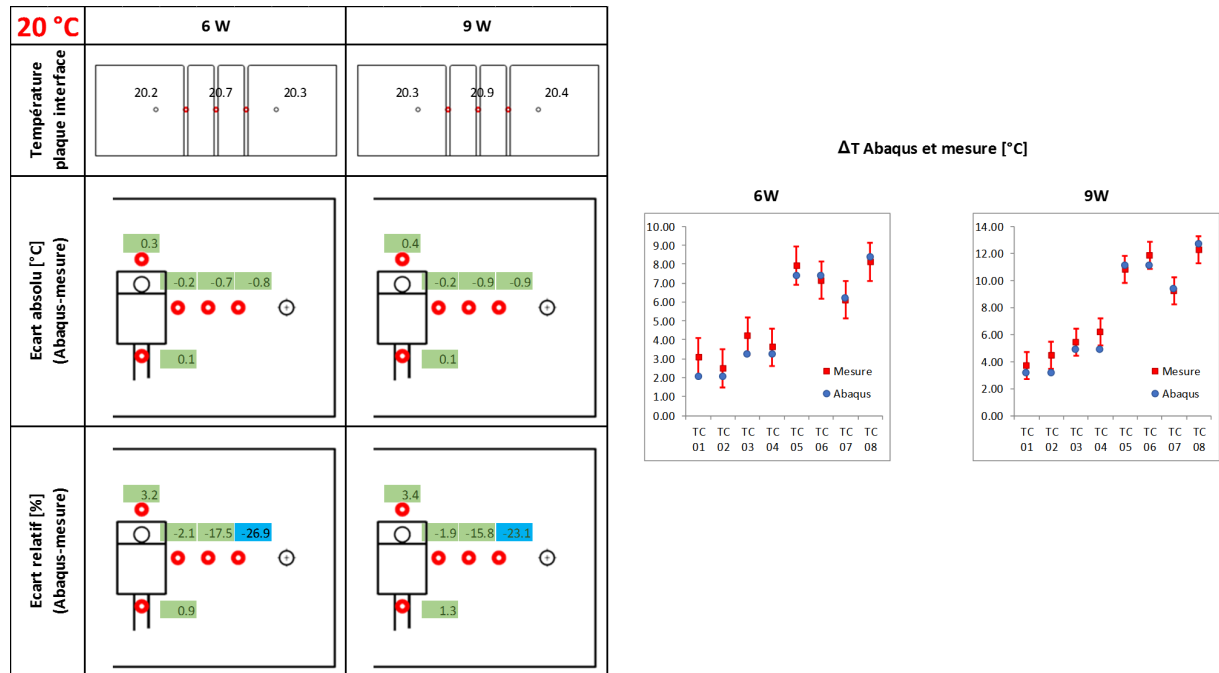 20 °C
6 W
9 W
Température
plaque interface
20.2
20.7
20.3
20.3
20.9
20.4
Ecart absolu [°C]
(Abaqus-mesure)
0.3
-0.2 -0.7 -0.8
0.1
0.4
-0.2 -0.9 -0.9
0.1
Ecart relatif [%]
(Abaqus-mesure)
3.2
-2.1 -17.5 -26.9
0.9
3.4
-1.9 -15.8 -23.1
1.3
ΔT Abaqus et mesure [°C]
6W
10.00
9.00
8.00
7.00
6.00
5.00
4.00
3.00
2.00
1.00
0.00
Mesure
Abaqus
TC TC TC TC TC TC TC TC
01 02 03 04 05 06 07 08
9W
14.00
12.00
10.00
8.00
6.00
4.00
2.00
0.00
Mesure
Abaqus
TC TC TC TC TC TC TC TC
01 02 03 04 05 06 07 08